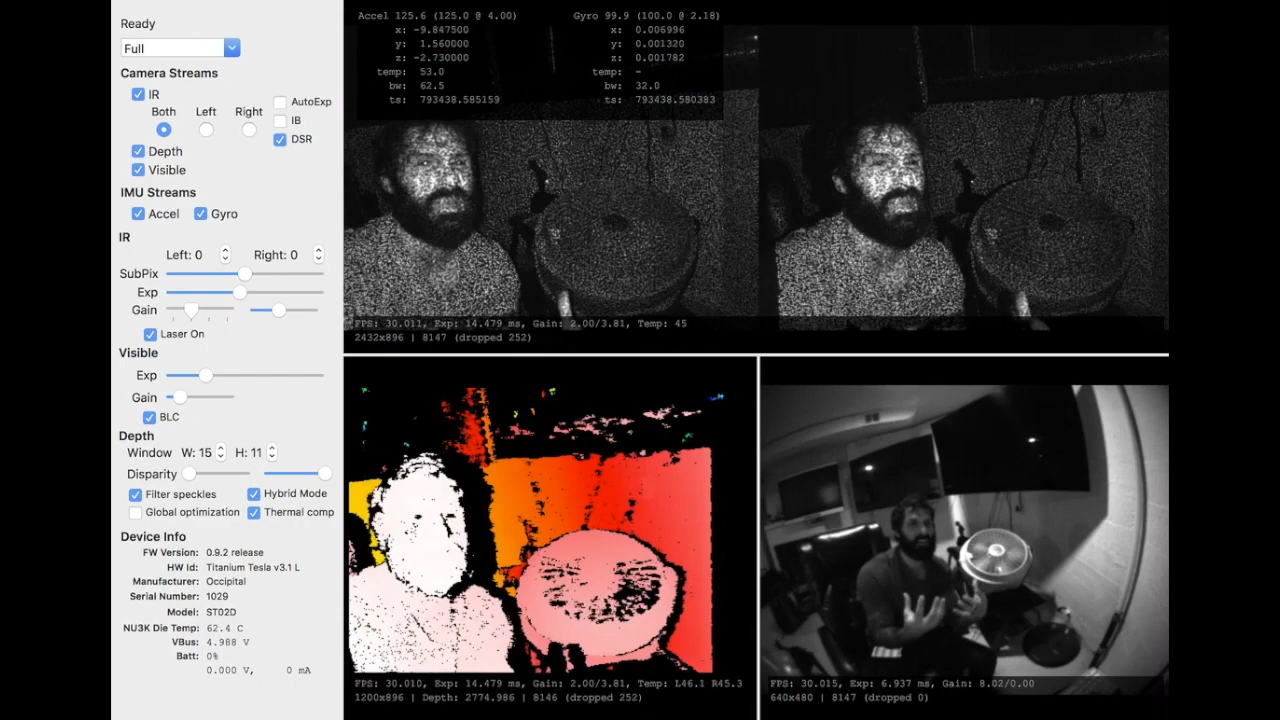 Ready
Full
Camera Streams
IR
Both Left Right
AutoExp
IB
DSR
Depth
Visible
IMU Streams
Accel Gyro
IR
Left: 0 Right: 0
SubPix
Exp
Gain
Laser On
Visible
Exp
Gain
BLC
Depth
Window W: 15 H: 11
Disparity
Filter speckles Hybrid Mode
Global optimization Thermal comp
Device Info
FW Version: 0.9.2 release
HW Id: Titanium Tesla v3.1 L
Manufacturer: Occipital
Serial Number: 1029
Model: ST02D
NU3K Die Temp: 62.4 C
VBus: 4.988 V
Batt: 0%
0.000 V, 0 mA
Accel 125.6 (125.0 @ 4.00) Gyro 99.9 (100.0 @ 2.18)
x: -9.847500 x: 0.006996
y: 1.560000 y: 0.001320
z: -2.730000 z: 0.001782
temp: 53.0 temp: -
bw: 62.5 bw: 32.0
ts: 793438.585159 ts: 793438.580383
FPS: 30.011, Exp: 14.479 ms, Gain: 2.00/3.81, Temp: 45
2432x896 | 8147 (dropped 252)
FPS: 30.010, Exp: 14.479 ms, Gain: 2.00/3.81, Temp: L46.1 R45.3
1200x896 | Depth: 2774.986 | 8146 (dropped 252)
FPS: 30.015, Exp: 6.937 ms, Gain: 8.02/0.00
640x480 | 8147 (dropped 0)